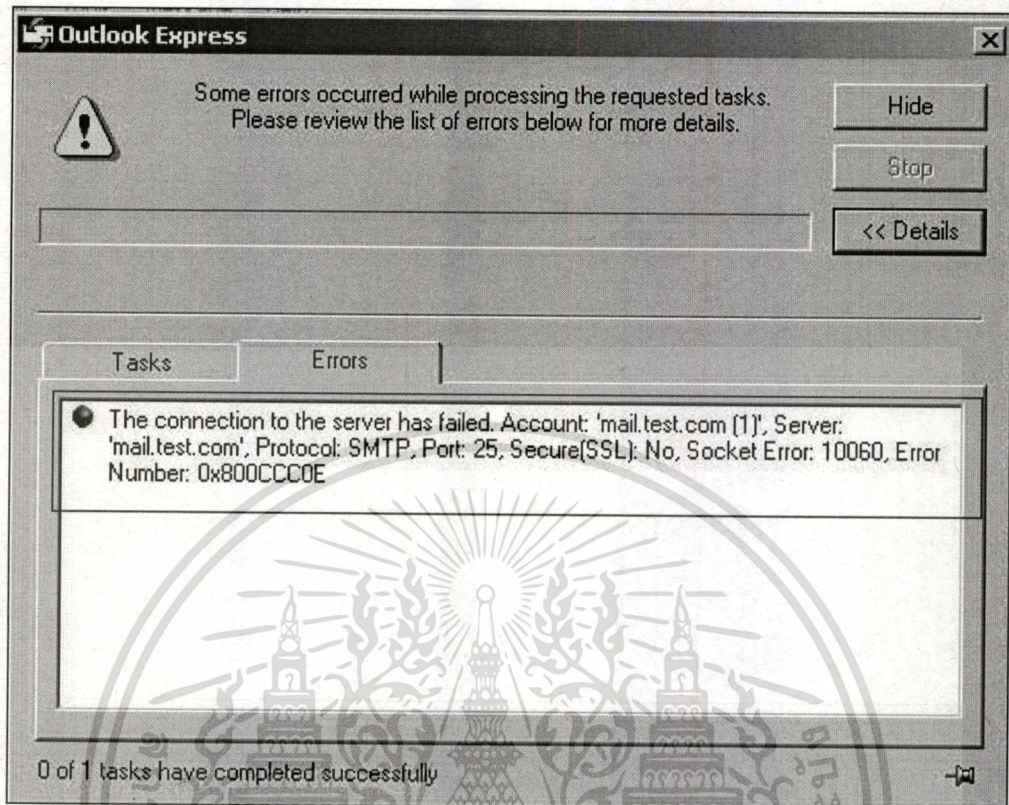 Outlook Express
Some errors occurred while processing the requested tasks.
Please review the list of errors below for more details.
Hide
Stop
<< Details
Tasks
Errors
The connection to the server has failed. Account: 'mail.test.com (1)', Server:
'mail.test.com', Protocol: SMTP, Port: 25, Secure(SSL): No, Socket Error: 10060, Error
Number: 0x800CCC0E
0 of 1 tasks have completed successfully